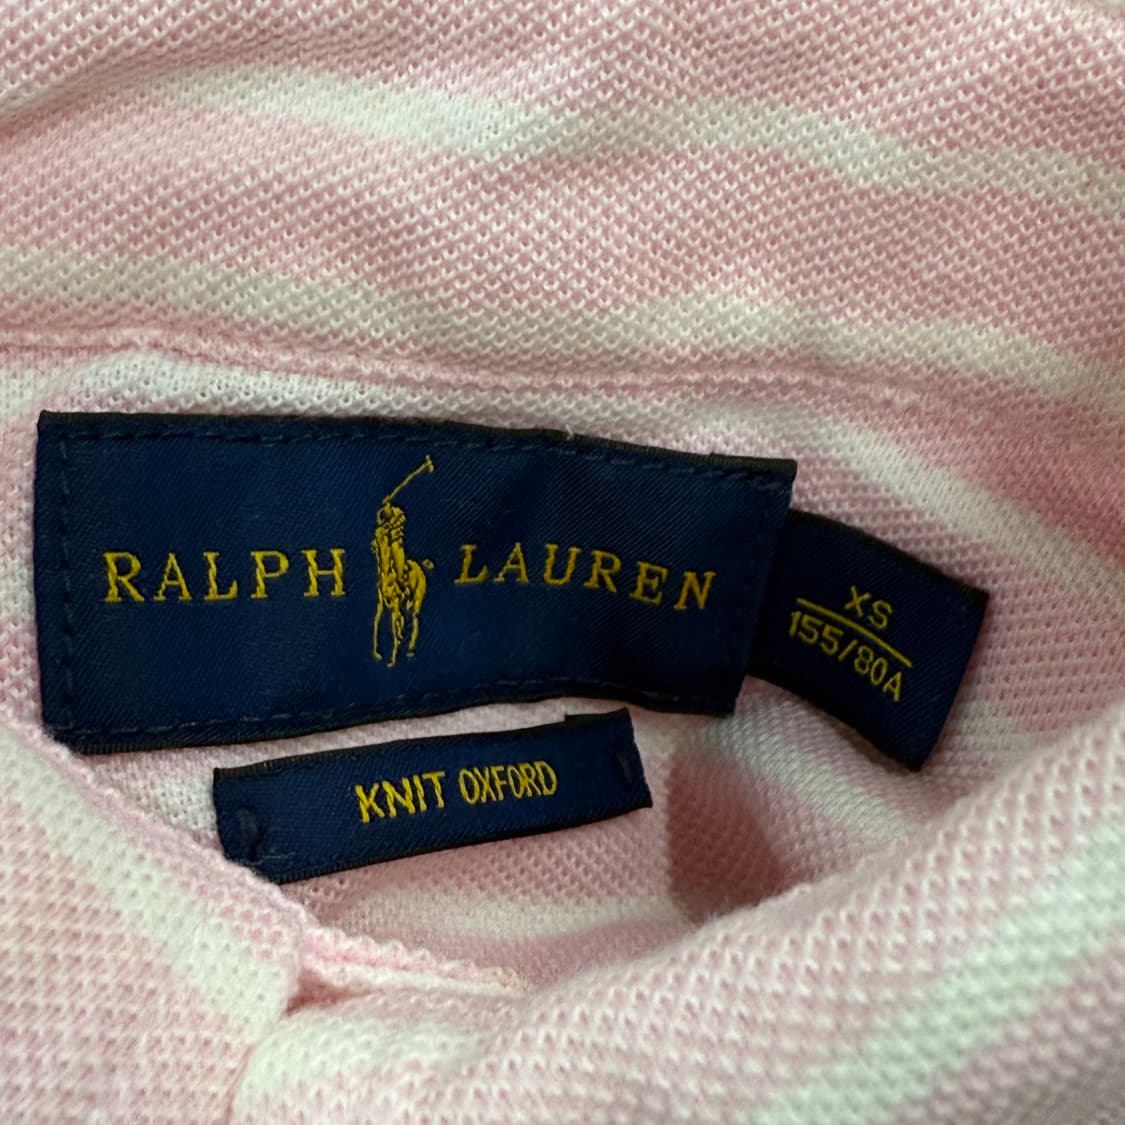 RALPH LAUREN
XS
155/80A
KNIT OXFORD